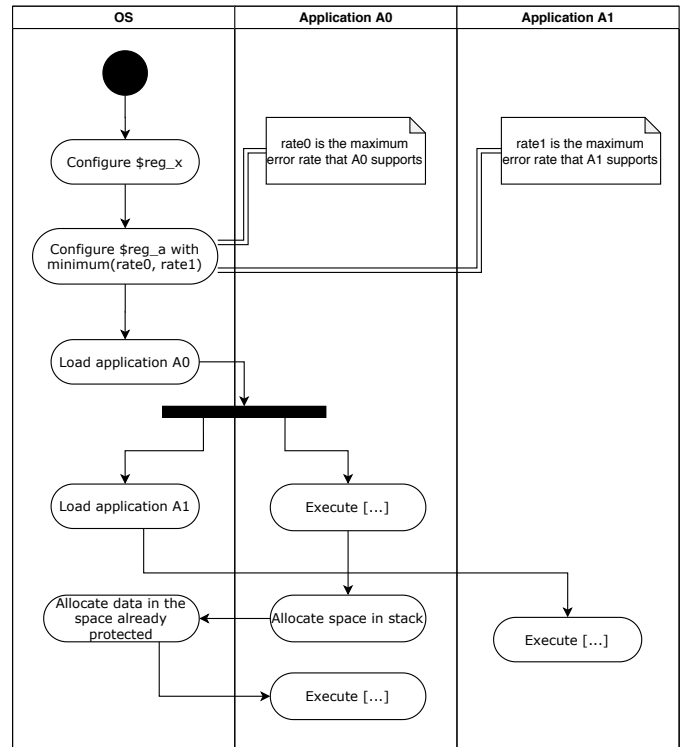 OS
Application A0
Application A1
rate0 is the maximum
error rate that A0 supports
rate1 is the maximum
error rate that A1 supports
Configure $reg_x
Configure $reg_a with
minimum(rate0, rate1)
Load application A0
Load application A1
Execute [...]
Allocate data in the
space already
protected
Allocate space in stack
Execute [...]
Execute [...]